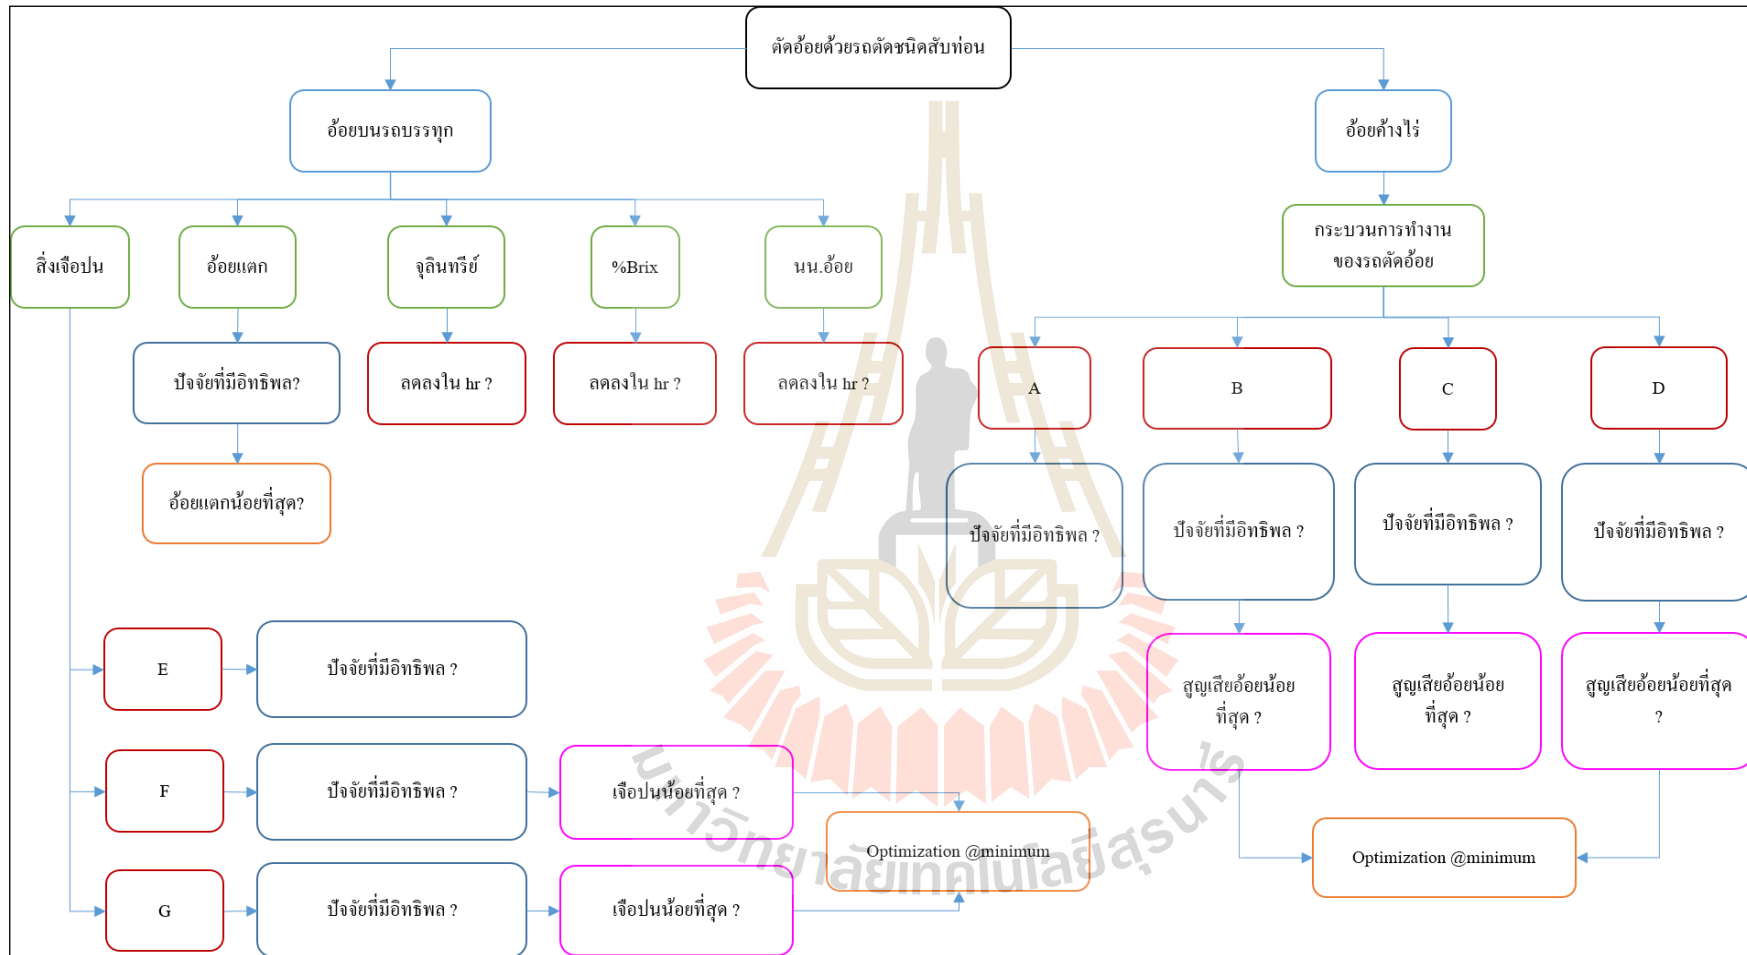 ตัดอ้อยด้วยรถตัดชนิดสับท่อน
อ้อยบนรถบรรทุก
อ้อยค้างไร่
สิ่งเจือปน
อ้อยแตก
จุลินทรีย์
%Brix
นน.อ้อย
กระบวนการทำงาน
ของรถตัดอ้อย
ปัจจัยที่มีอิทธิพล?
ลดลงใน hr ?
ลดลงใน hr ?
ลดลงใน hr ?
A
B
C
D
อ้อยแตกน้อยที่สุด?
ปัจจัยที่มีอิทธิพล ?
ปัจจัยที่มีอิทธิพล ?
ปัจจัยที่มีอิทธิพล ?
ปัจจัยที่มีอิทธิพล ?
E
ปัจจัยที่มีอิทธิพล ?
สูญเสียอ้อยน้อย
ที่สุด ?
สูญเสียอ้อยน้อย
ที่สุด ?
สูญเสียอ้อยน้อยที่สุด
?
F
ปัจจัยที่มีอิทธิพล ?
เจือปนน้อยที่สุด ?
Optimization @minimum
Optimization @minimum
G
ปัจจัยที่มีอิทธิพล ?
เจือปนน้อยที่สุด ?
มหาวิทยาลัยเทคโนโลยีสุรนารี